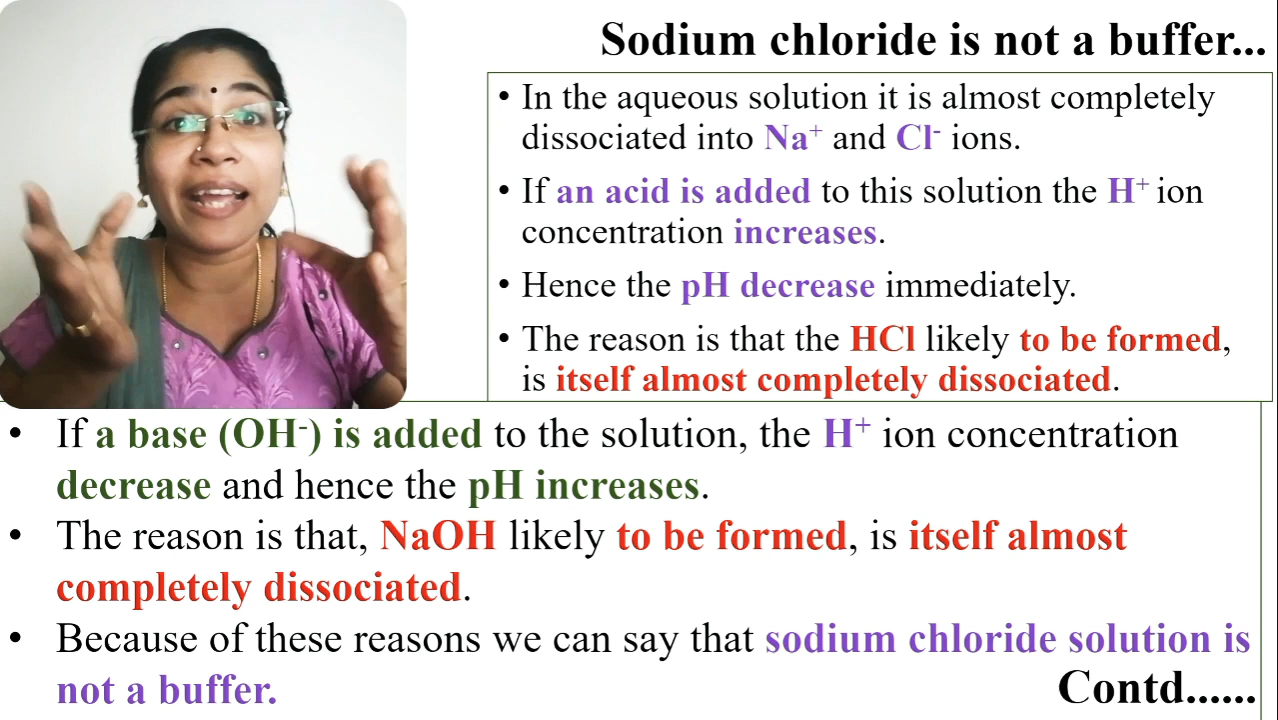 Sodium chloride is not a buffer...
• In the aqueous solution it is almost completely
dissociated into Na⁺ and Cl⁻ ions.
• If an acid is added to this solution the H⁺ ion
concentration increases.
• Hence the pH decrease immediately.
• The reason is that the HCl likely to be formed,
is itself almost completely dissociated.
• If a base (OH⁻) is added to the solution, the H⁺ ion concentration
decrease and hence the pH increases.
• The reason is that, NaOH likely to be formed, is itself almost
completely dissociated.
• Because of these reasons we can say that sodium chloride solution is
not a buffer.
Contd......